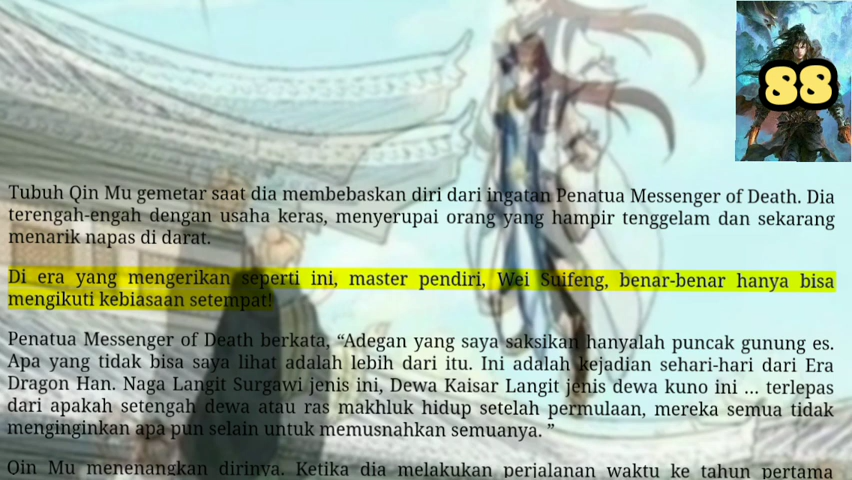 88
Tubuh Qin Mu gemetar saat dia membebaskan diri dari ingatan Penatua Messenger of Death. Dia
terengah-engah dengan usaha keras, menyerupai orang yang hampir tenggelam dan sekarang
menarik napas di darat.
Di era yang mengerikan seperti ini, master pendiri, Wei Suifeng, benar-benar hanya bisa
mengikuti kebiasaan setempat!
Penatua Messenger of Death berkata, “Adegan yang saya saksikan hanyalah puncak gunung es.
Apa yang tidak bisa saya lihat adalah lebih dari itu. Ini adalah kejadian sehari-hari dari Era
Dragon Han. Naga Langit Surgawi jenis ini, Dewa Kaisar Langit jenis dewa kuno ini ... terlepas
dari apakah setengah dewa atau ras makhluk hidup setelah permulaan, mereka semua tidak
menginginkan apa pun selain untuk memusnahkan semuanya. ”
Qin Mu menenangkan dirinya. Ketika dia melakukan perjalanan waktu ke tahun pertama